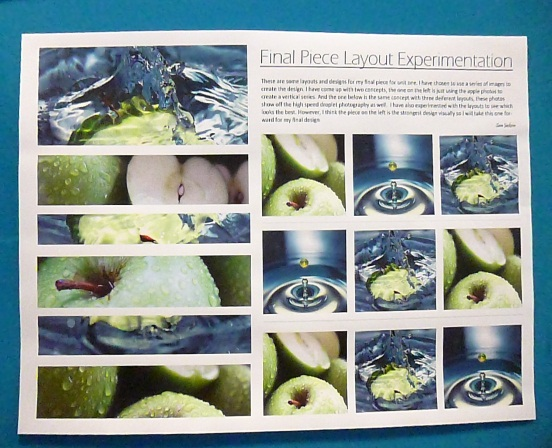 Final Piece Layout Experimentation
These are some layouts and designs for my final piece for unit one. I have chosen to use a series of images to
create the design. I have come up with two concepts, the one on the left is just using the apple photos to
create a vertical series. And the one below is the same concept with three different layouts, these photos
show off the high speed droplet photography as well. I have also experimented with the layouts to see which
looks the best. However, I think the piece on the left is the strongest design visually so I will take this one for-
ward for my final design